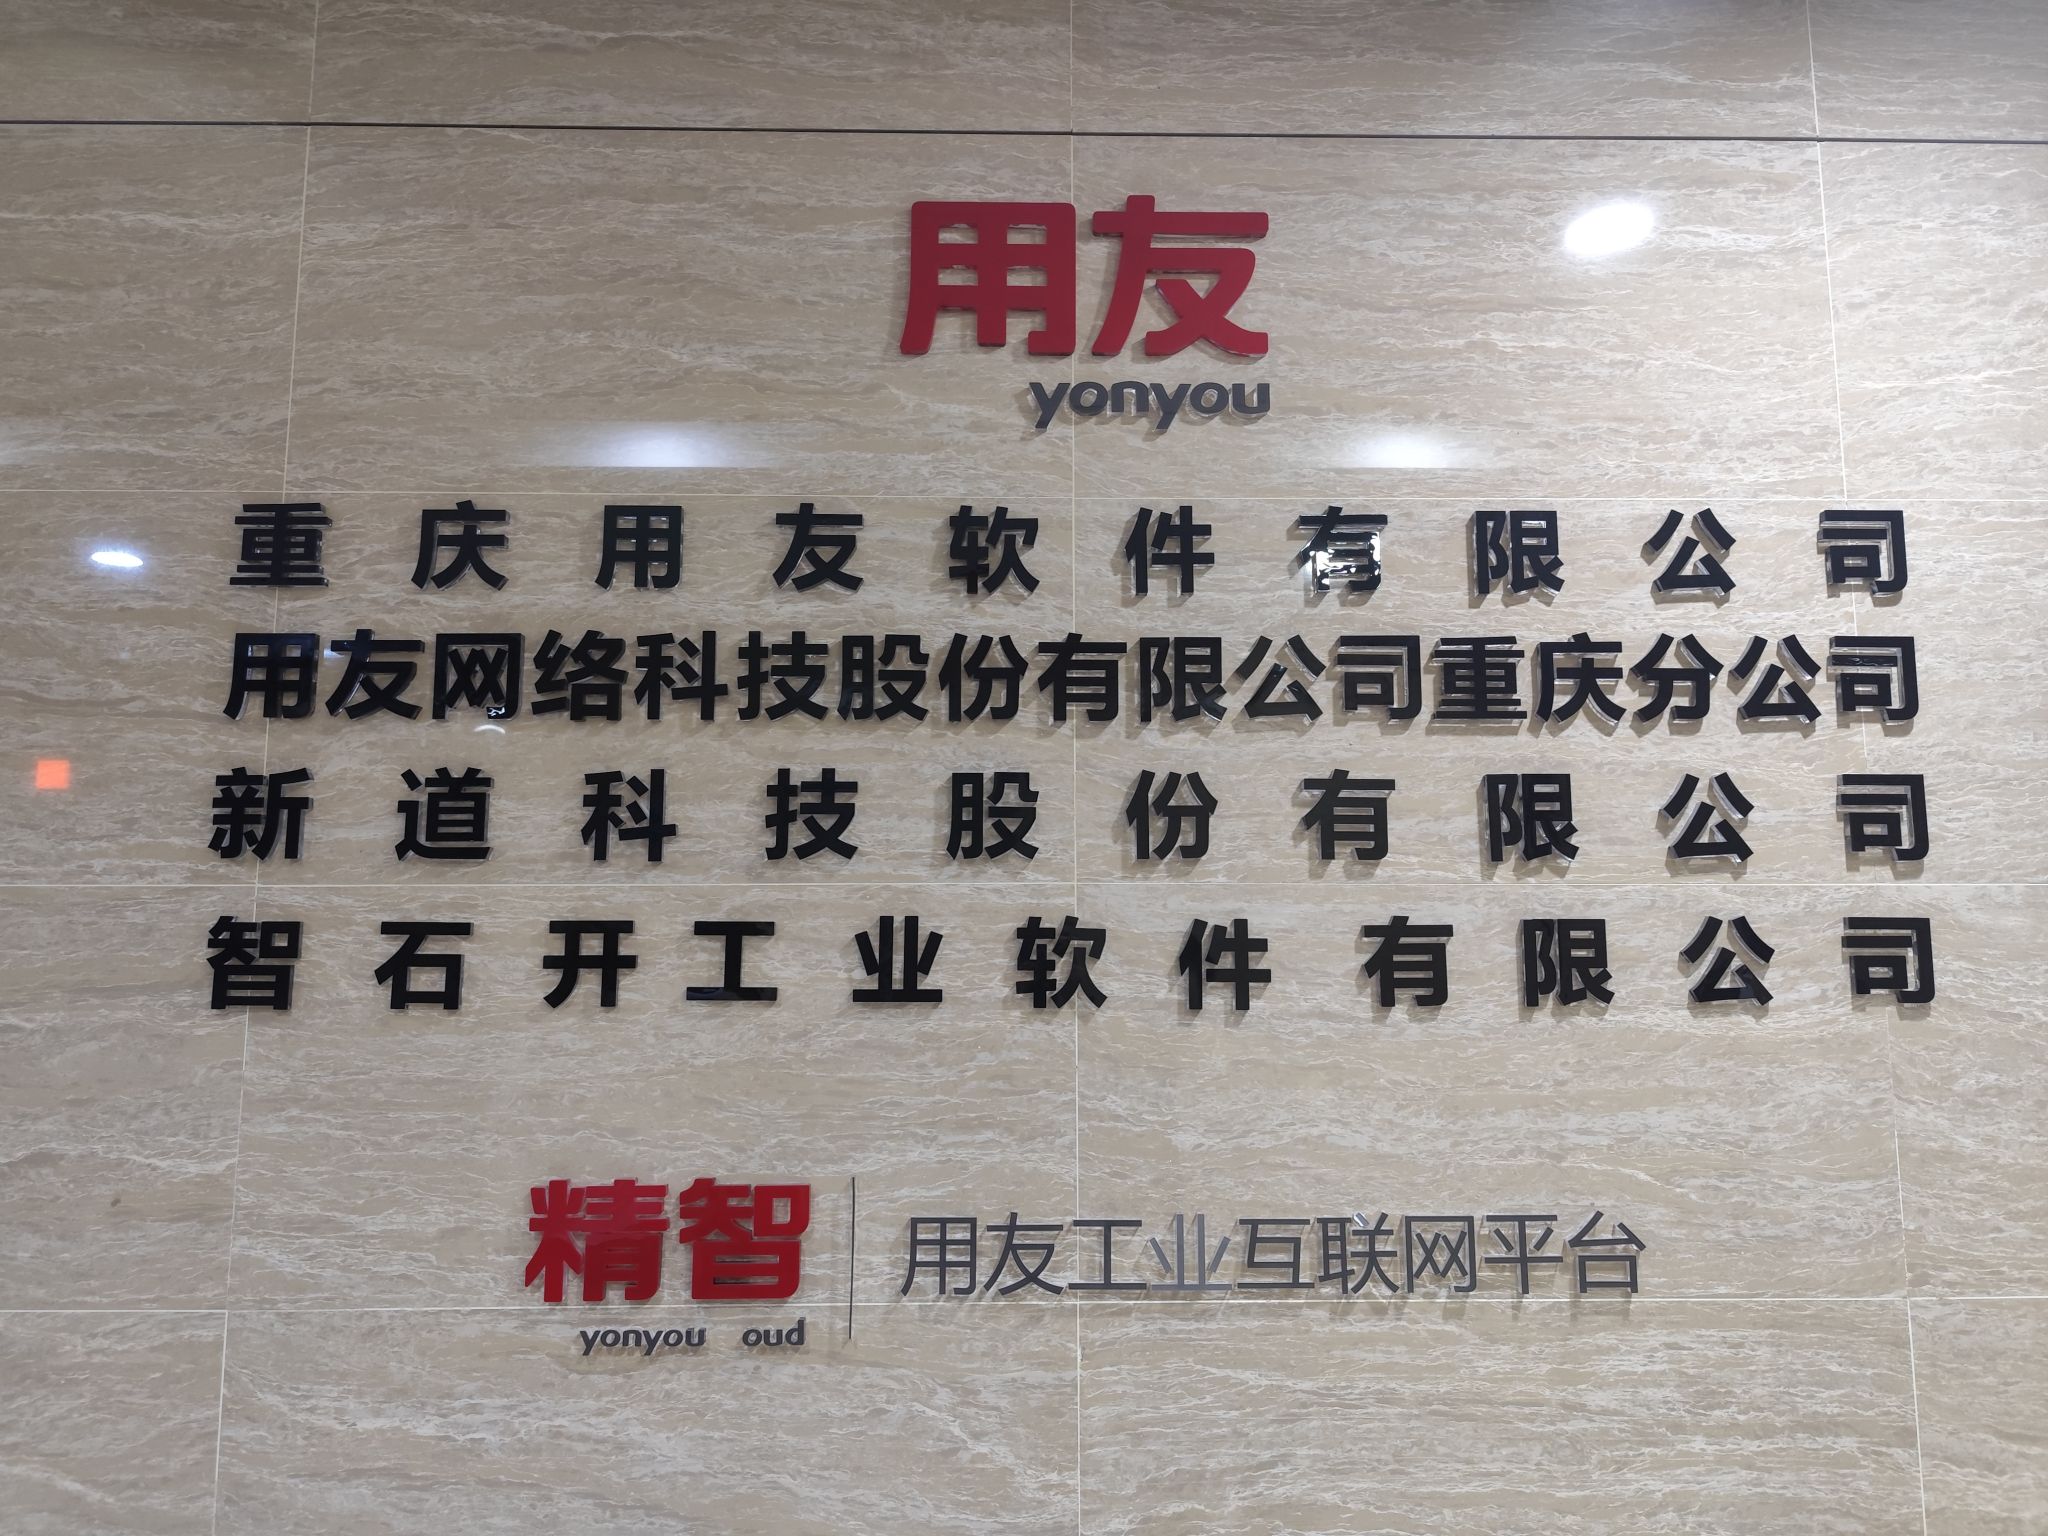 用友
yonyou
重庆用友软件有限公司
用友网络科技股份有限公司重庆分公司
新道科技股份有限公司
智石开工业软件有限公司
精智
用友工业互联网平台
yonyou oud